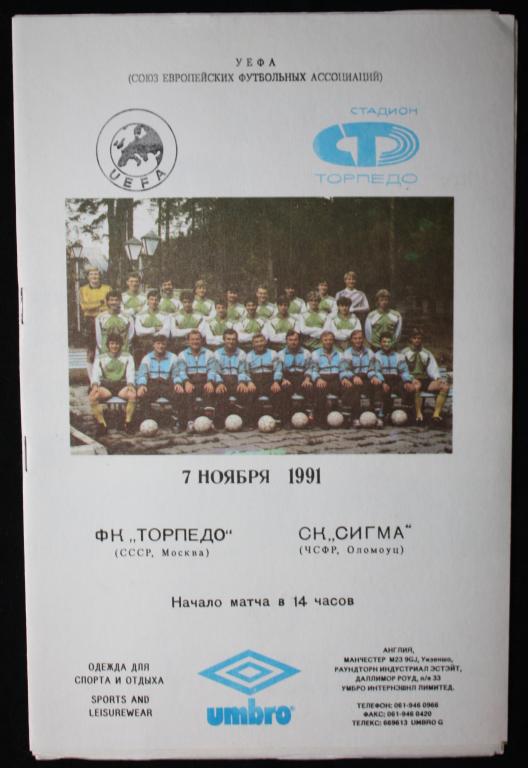 УЕФА
(СОЮЗ ЕВРОПЕЙСКИХ ФУТБОЛЬНЫХ АССОЦИАЦИЙ)
UEFA
СТАДИОН
СТ
ТОРПЕДО
7 НОЯБРЯ 1991
ФК „ТОРПЕДО"
(СССР, Москва)
СК „СИГМА"
(ЧСФР, Оломоуц)
Начало матча в 14 часов
ОДЕЖДА ДЛЯ
СПОРТА И ОТДЫХА
SPORTS AND
LEISUREWEAR
umbro
АНГЛИЯ,
МАНЧЕСТЕР М23 9GJ, Уизеншо,
РАУНДТОРН ИНДУСТРИАЛ ЭСТЭЙТ,
ДАЛЛИМОР РОУД, п/я 33
УМБРО ИНТЕРНЭШНЛ ЛИМИТЕД.
ТЕЛЕФОН: 061-946 0966
ФАКС: 061-946 0420
ТЕЛЕКС: 669613 UMBRO G